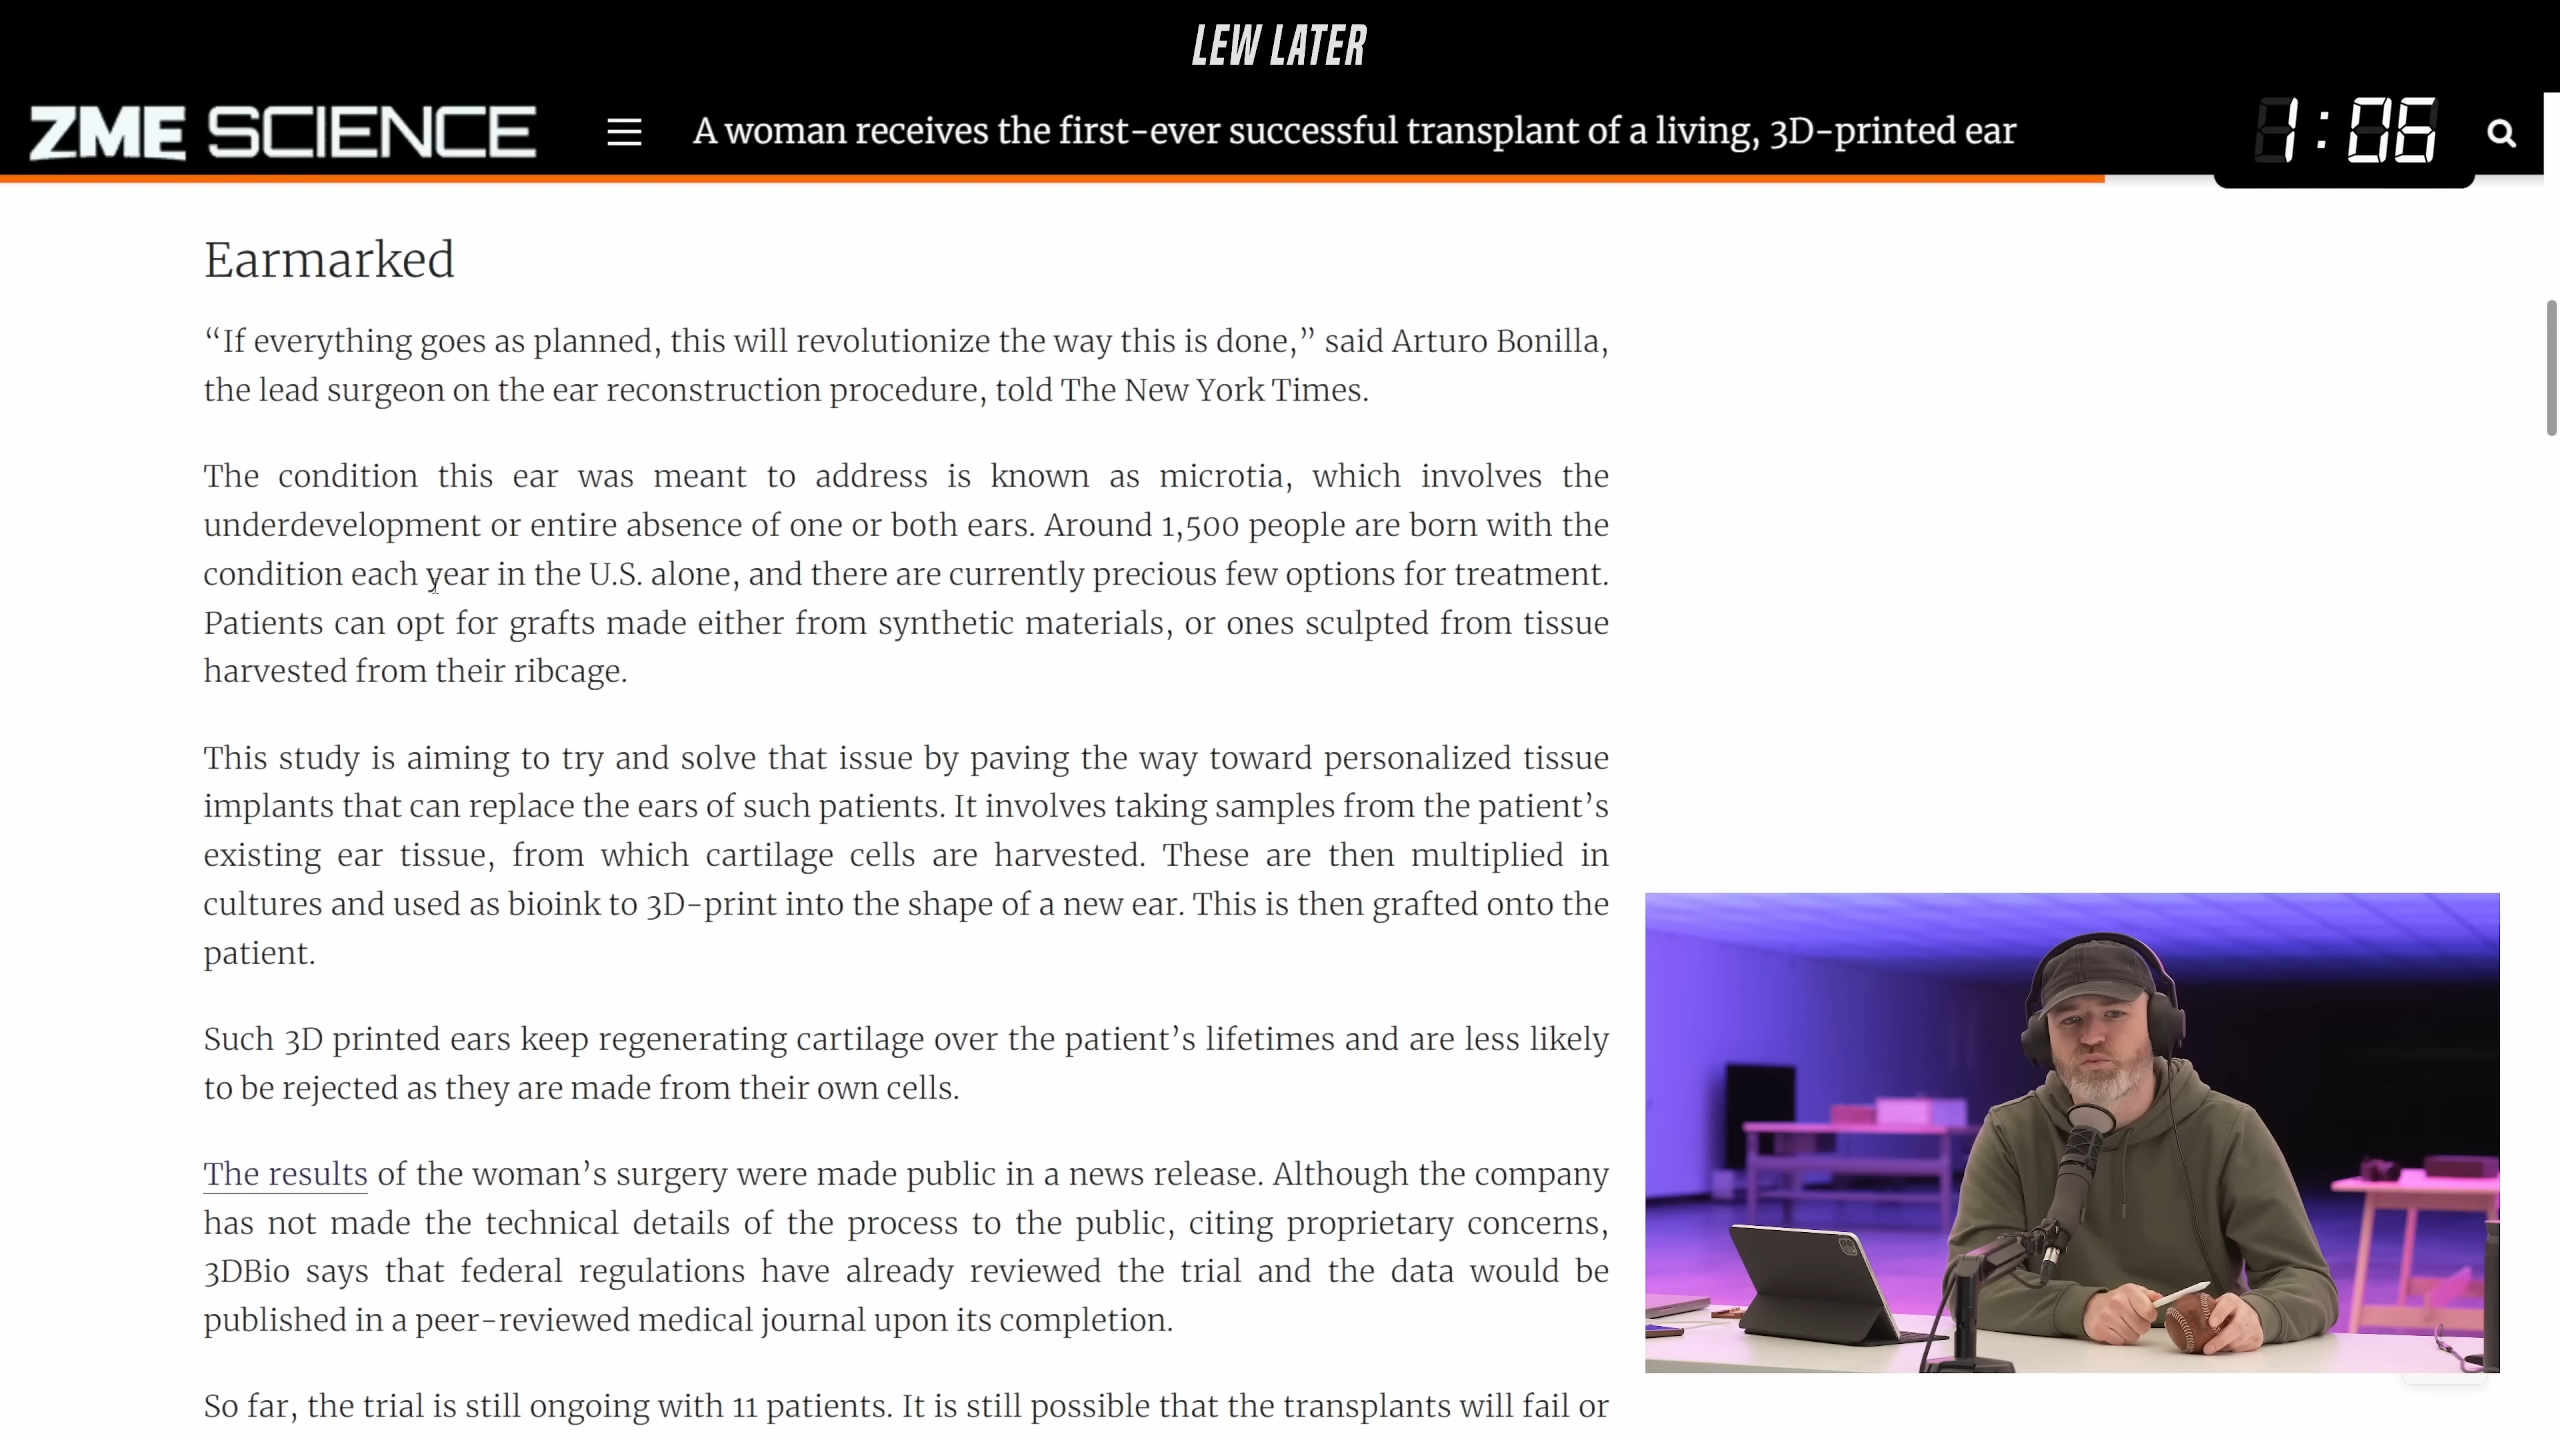 LEW LATER
ZME SCIENCE
A woman receives the first-ever successful transplant of a living, 3D-printed ear
1:06
Earmarked
“If everything goes as planned, this will revolutionize the way this is done,” said Arturo Bonilla,
the lead surgeon on the ear reconstruction procedure, told The New York Times.
The condition this ear was meant to address is known as microtia, which involves the
underdevelopment or entire absence of one or both ears. Around 1,500 people are born with the
condition each year in the U.S. alone, and there are currently precious few options for treatment.
Patients can opt for grafts made either from synthetic materials, or ones sculpted from tissue
harvested from their ribcage.
This study is aiming to try and solve that issue by paving the way toward personalized tissue
implants that can replace the ears of such patients. It involves taking samples from the patient’s
existing ear tissue, from which cartilage cells are harvested. These are then multiplied in
cultures and used as bioink to 3D-print into the shape of a new ear. This is then grafted onto the
patient.
Such 3D printed ears keep regenerating cartilage over the patient’s lifetimes and are less likely
to be rejected as they are made from their own cells.
The results of the woman’s surgery were made public in a news release. Although the company
has not made the technical details of the process to the public, citing proprietary concerns,
3DBio says that federal regulations have already reviewed the trial and the data would be
published in a peer-reviewed medical journal upon its completion.
So far, the trial is still ongoing with 11 patients. It is still possible that the transplants will fail or